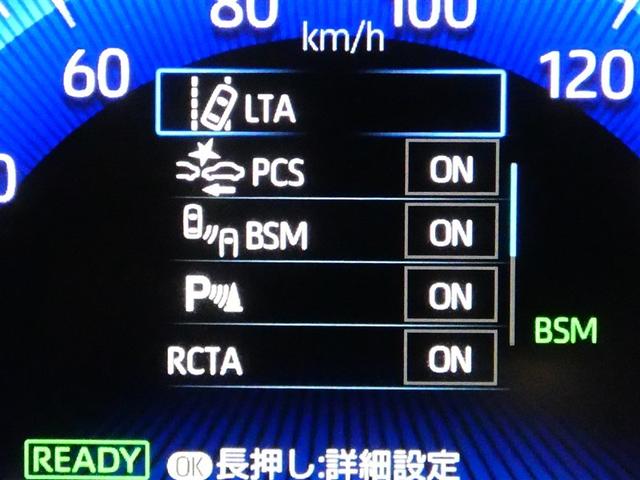 80 100
km/h
60 120
0
LTA
PCS ON
BSM ON
P ON
BSM
RCTA ON
READY OK 長押し:詳細設定